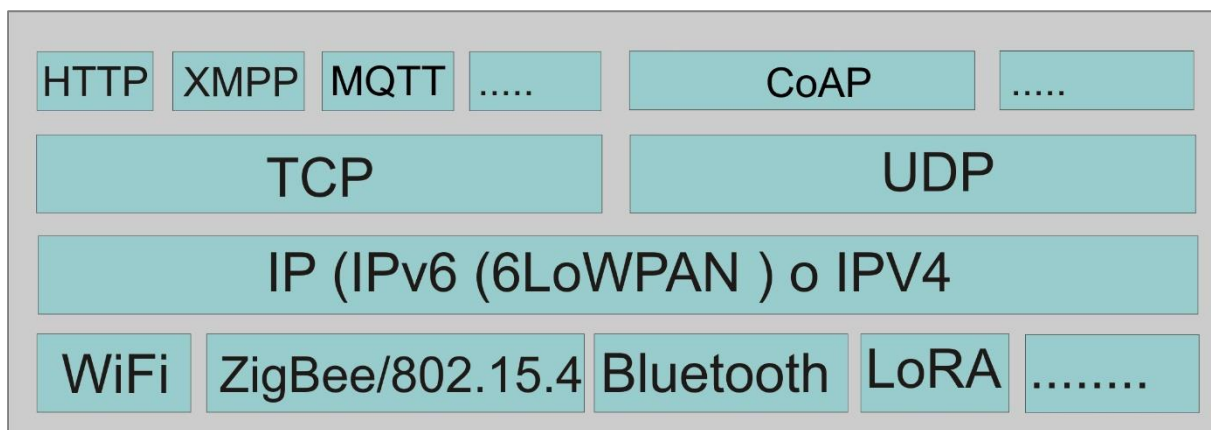 HTTP XMPP MQTT ..... CoAP .....
TCP UDP
IP (IPv6 (6LoWPAN ) o IPV4
WiFi ZigBee/802.15.4 Bluetooth LoRA ........